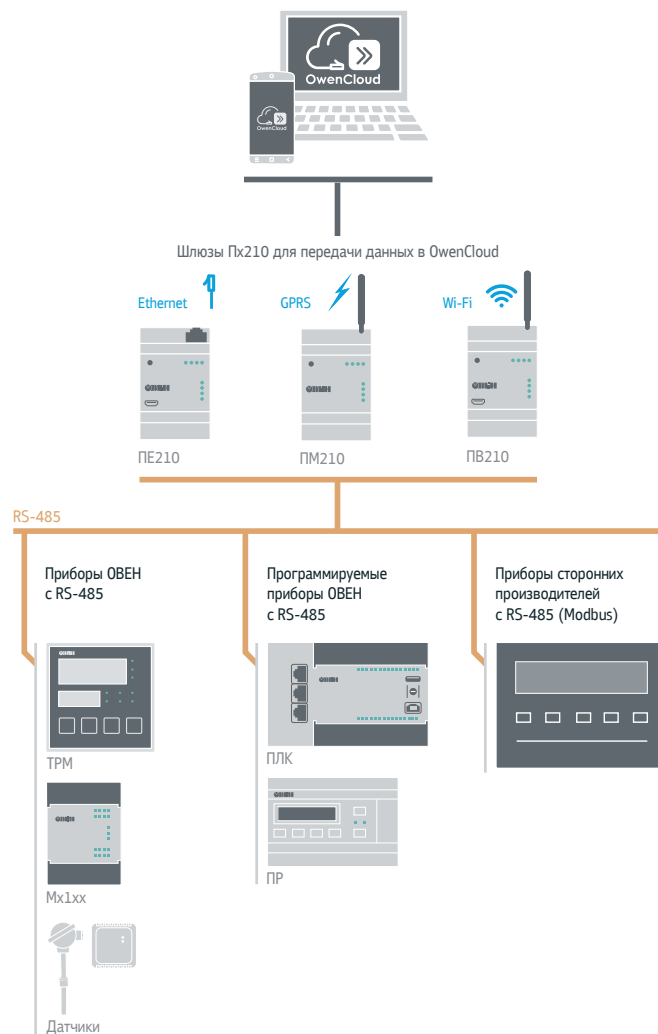 OwenCloud
OwenCloud
Шлюзы Пх210 для передачи данных в OwenCloud
Ethernet
GPRS
Wi-Fi
ПЕ210
ПМ210
ПВ210
RS-485
Приборы ОВЕН
с RS-485
Программируемые
приборы ОВЕН
с RS-485
Приборы сторонних
производителей
с RS-485 (Modbus)
ТРМ
ПЛК
Мх1хх
ПР
Датчики